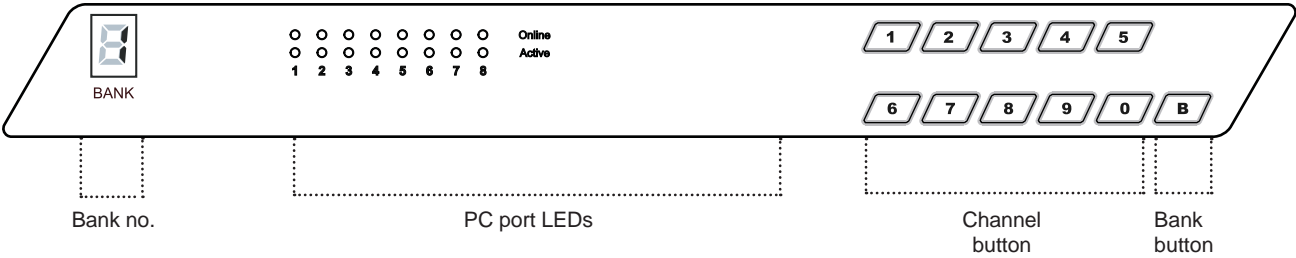 1
BANK
Online
Active
1 2 3 4 5 6 7 8
1 2 3 4 5
6 7 8 9 0 B
Bank no.
PC port LEDs
Channel
button
Bank
button